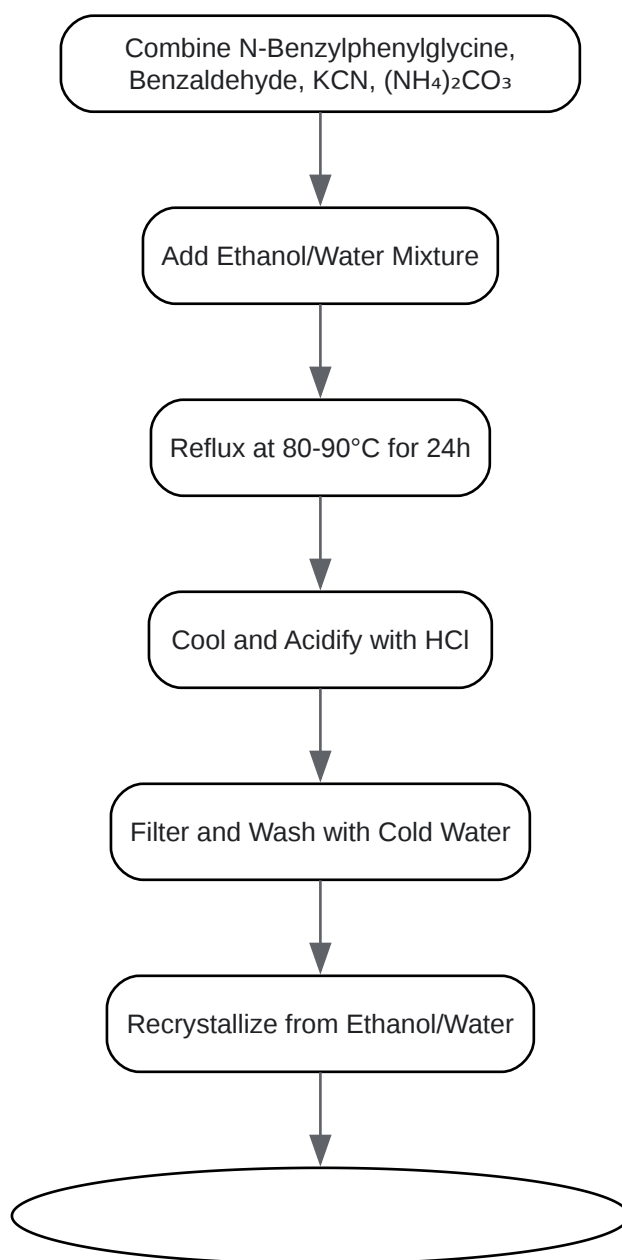 Combine N-Benzylphenylglycine,
Benzaldehyde, KCN, (NH₄)₂CO₃
Add Ethanol/Water Mixture
Reflux at 80-90°C for 24h
Cool and Acidify with HCl
Filter and Wash with Cold Water
Recrystallize from Ethanol/Water